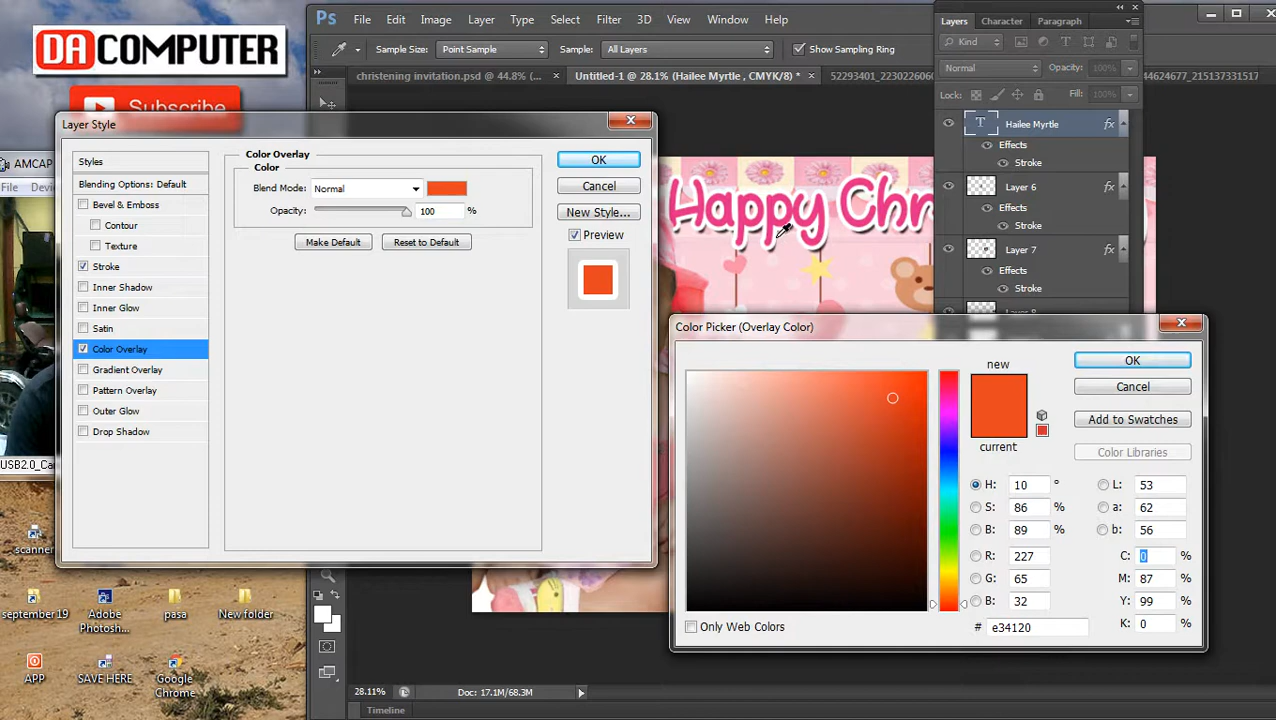 DACOMPUTER
Subscribe
Ps File Edit Image Layer Type Select Filter 3D View Window Help
Sample Size: Point Sample Sample: All Layers Show Sampling Ring
christening invitation.psd @ 44.8% (... × Untitled-1 @ 28.1% (Hailee Myrtle , CMYK/8) * ×
Layers Character Paragraph
Kind
Normal Opacity: 100%
Lock: Fill: 100%
T Hailee Myrtle fx
Effects
Stroke
Layer 6 fx
Effects
Stroke
Layer 7 fx
Effects
Stroke
Happy Chr
Layer Style
Styles
Blending Options: Default
Bevel & Emboss
Contour
Texture
Stroke
Inner Shadow
Inner Glow
Satin
Color Overlay
Gradient Overlay
Pattern Overlay
Outer Glow
Drop Shadow
Color Overlay
Color
Blend Mode: Normal
Opacity: 100 %
Make Default Reset to Default
OK
Cancel
New Style...
Preview
Color Picker (Overlay Color)
new
current
OK
Cancel
Add to Swatches
Color Libraries
H: 10 °
S: 86 %
B: 89 %
R: 227
G: 65
B: 32
L: 53
a: 62
b: 56
C: 0 %
M: 87 %
Y: 99 %
K: 0 %
# e34120
Only Web Colors
AMCAP
File
USB2.0_Ca
scanner
september 19
Adobe Photosh...
pasa
New folder
APP
SAVE HERE
Google Chrome
28.11% Doc: 17.1M/68.3M
Timeline